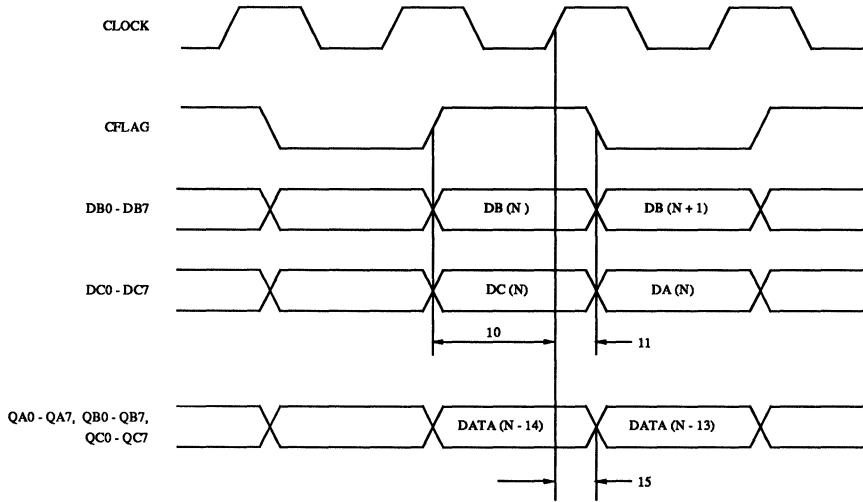 CLOCK
CFLAG
DB0 - DB7
DB (N )
DB (N + 1)
DC0 - DC7
DC (N)
DA (N)
10
11
QA0 - QA7, QB0 - QB7,
QC0 - QC7
DATA (N - 14)
DATA (N - 13)
15